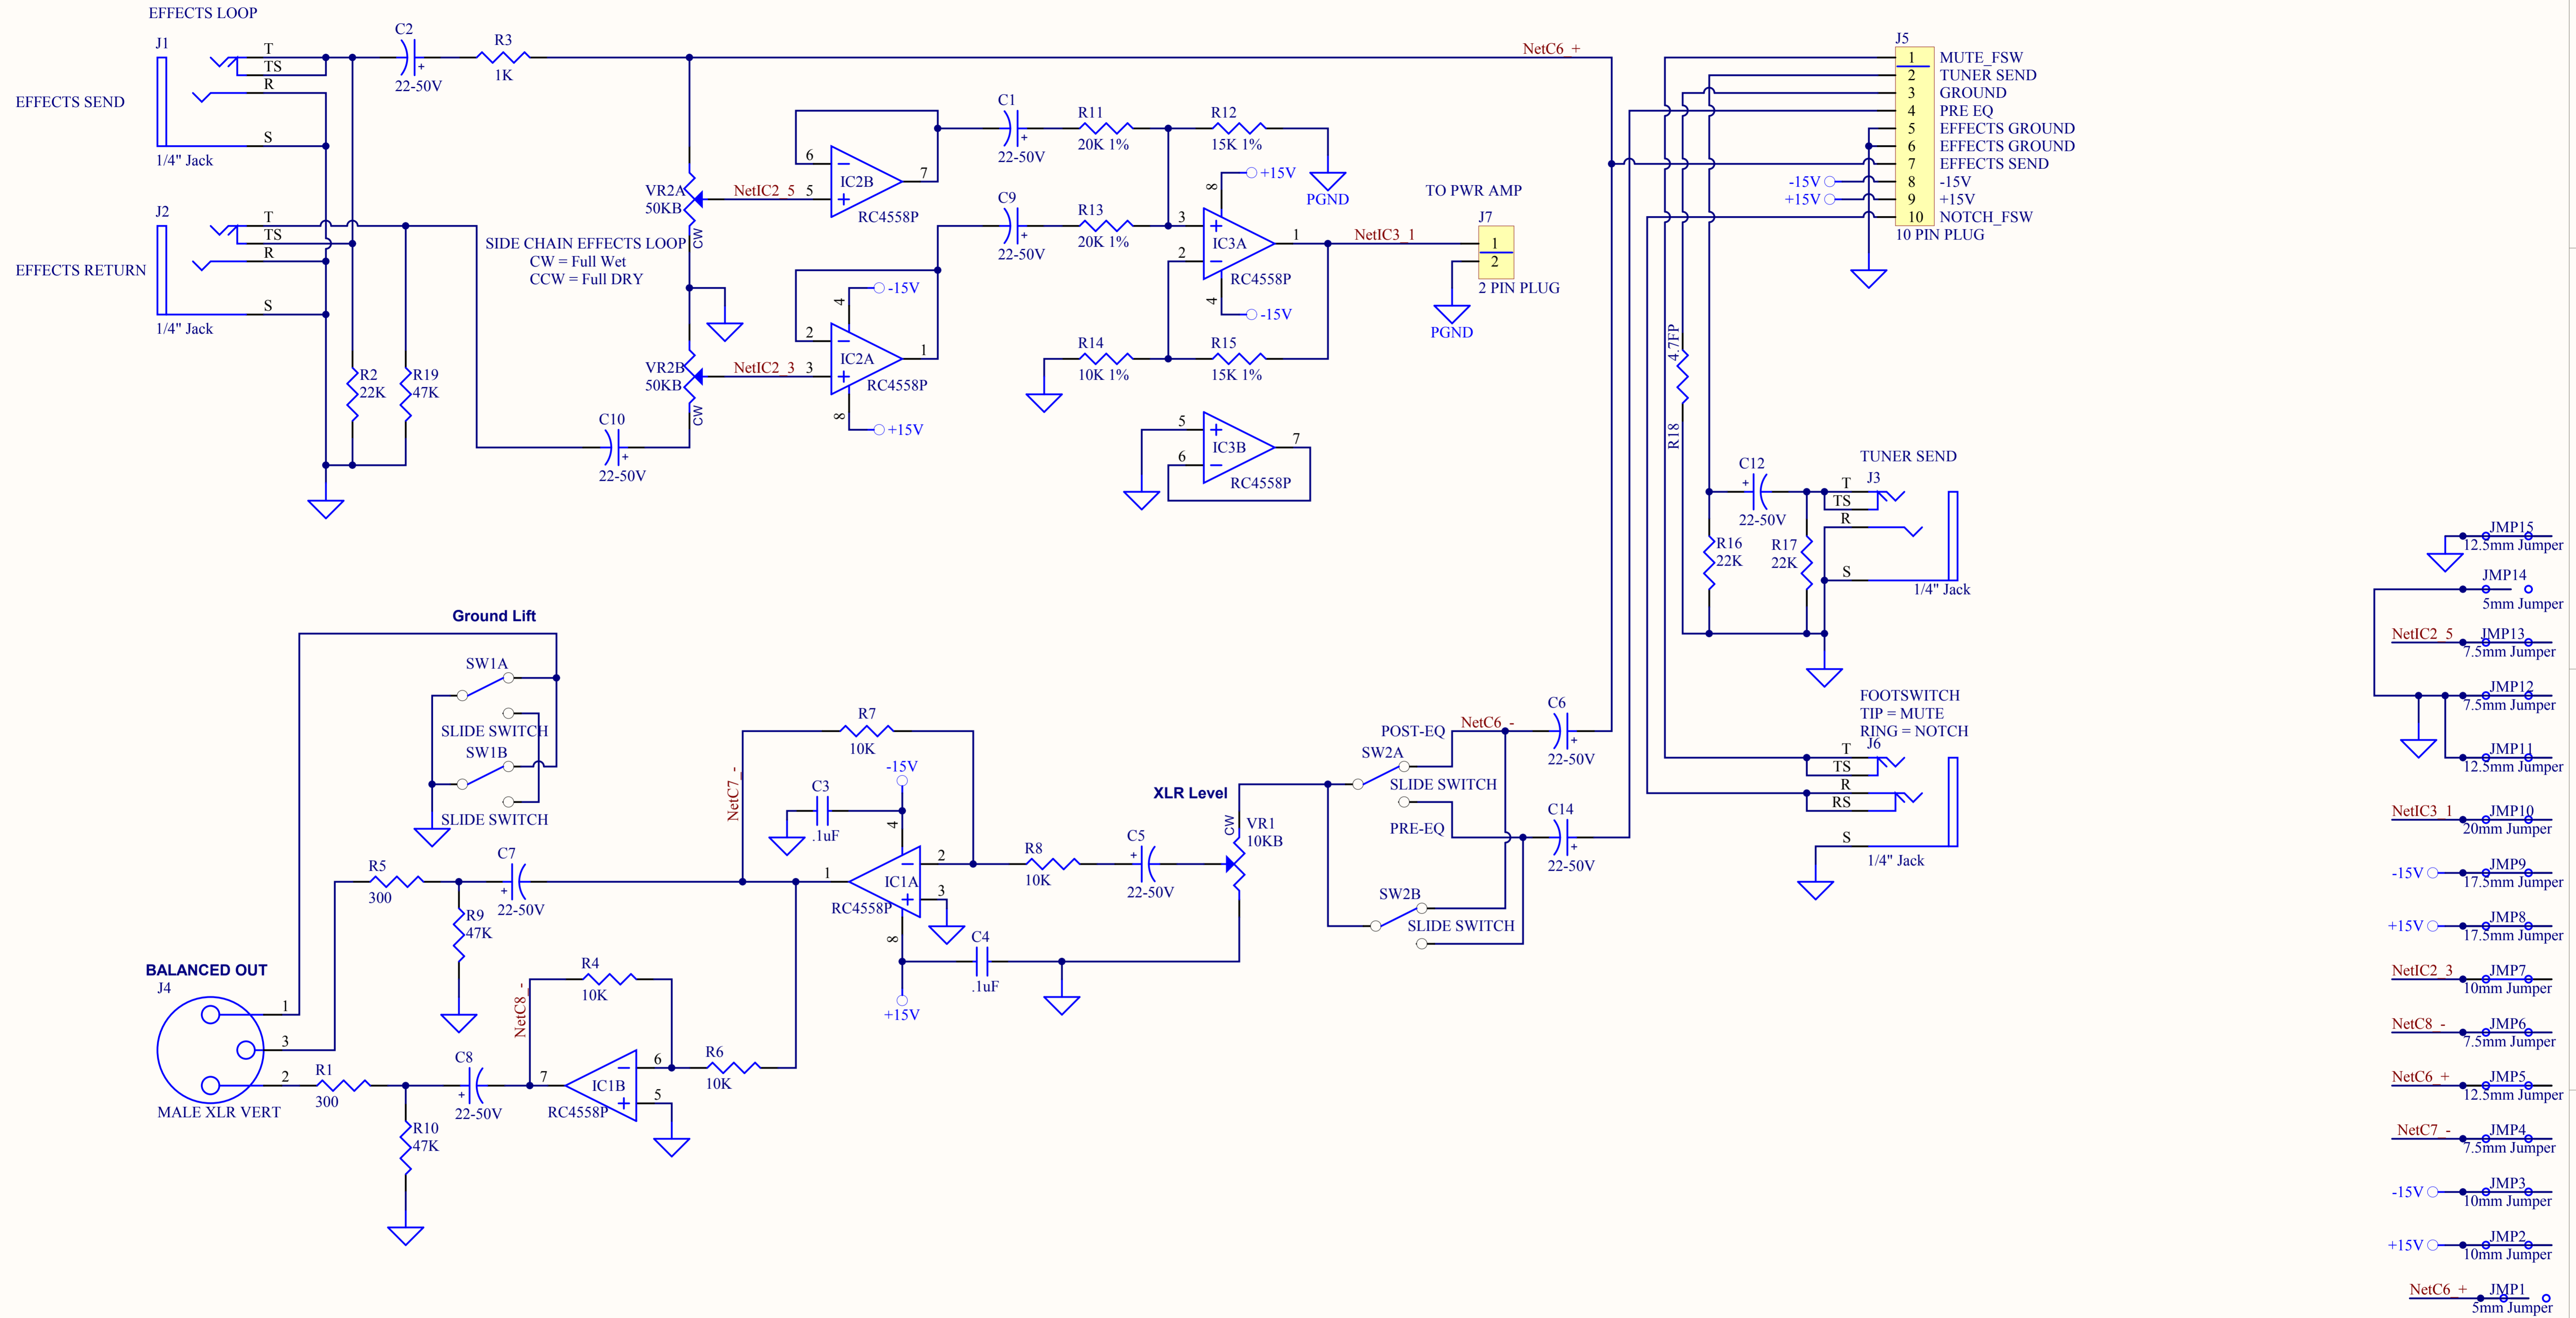 EFFECTS LOOP
J1
T
TS
R
S
EFFECTS SEND
1/4" Jack
C2
+
22-50V
R3
1K
NetC6_+
J2
T
TS
R
S
EFFECTS RETURN
1/4" Jack
R2
22K
R19
47K
SIDE CHAIN EFFECTS LOOP
CW = Full Wet
CCW = Full DRY
VR2A
50KB
CW
NetIC2_5
5
6
7
IC2B
RC4558P
VR2B
50KB
CW
NetIC2_3
3
2
1
4
-15V
8
+15V
IC2A
RC4558P
C10
+
22-50V
C1
+
22-50V
R11
20K 1%
R12
15K 1%
PGND
C9
+
22-50V
R13
20K 1%
8
+15V
3
2
1
4
-15V
IC3A
RC4558P
R14
10K 1%
R15
15K 1%
NetIC3_1
TO PWR AMP
J7
1
2
2 PIN PLUG
PGND
5
6
7
IC3B
RC4558P
J5
1 MUTE_FSW
2 TUNER SEND
3 GROUND
4 PRE EQ
5 EFFECTS GROUND
6 EFFECTS GROUND
7 EFFECTS SEND
-15V 8 -15V
+15V 9 +15V
10 NOTCH_FSW
10 PIN PLUG
4.7FP
R18
TUNER SEND
J3
T
TS
R
S
1/4" Jack
C12
+
22-50V
R16
22K
R17
22K
FOOTSWITCH
TIP = MUTE
RING = NOTCH
J6
T
TS
R
RS
S
1/4" Jack
Ground Lift
SW1A
SLIDE SWITCH
SW1B
SLIDE SWITCH
R7
10K
NetC7_-
-15V
C3
.1uF
4
2
3
1
8
IC1A
RC4558P
+15V
C4
.1uF
R8
10K
C5
+
22-50V
XLR Level
CW
VR1
10KB
POST-EQ
NetC6_-
SW2A
SLIDE SWITCH
PRE-EQ
SW2B
SLIDE SWITCH
C6
+
22-50V
C14
+
22-50V
R5
300
C7
+
22-50V
R9
47K
BALANCED OUT
J4
1
3
2
MALE XLR VERT
R1
300
R10
47K
C8
+
22-50V
NetC8_-
R4
10K
7
6
5
IC1B
RC4558P
R6
10K
JMP15
12.5mm Jumper
JMP14
5mm Jumper
NetIC2_5 JMP13
7.5mm Jumper
JMP12
7.5mm Jumper
JMP11
12.5mm Jumper
NetIC3_1 JMP10
20mm Jumper
-15V JMP9
17.5mm Jumper
+15V JMP8
17.5mm Jumper
NetIC2_3 JMP7
10mm Jumper
NetC8_- JMP6
7.5mm Jumper
NetC6_+ JMP5
12.5mm Jumper
NetC7_- JMP4
7.5mm Jumper
-15V JMP3
10mm Jumper
+15V JMP2
10mm Jumper
NetC6_+ JMP1
5mm Jumper